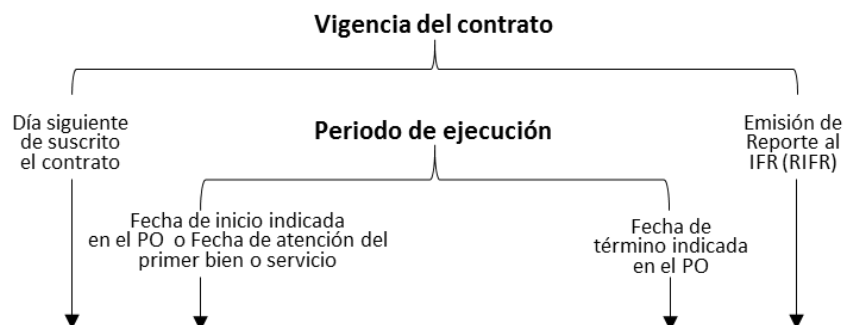 Vigencia del contrato
Día siguiente
de suscrito
el contrato
Periodo de ejecución
Emisión de
Reporte al
IFR (RIFR)
Fecha de inicio indicada
en el PO o Fecha de atención del
primer bien o servicio
Fecha de
término indicada
en el PO